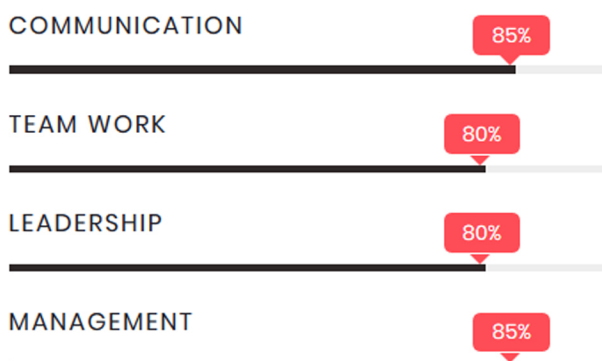 COMMUNICATION
85%
TEAM WORK
80%
LEADERSHIP
80%
MANAGEMENT
85%